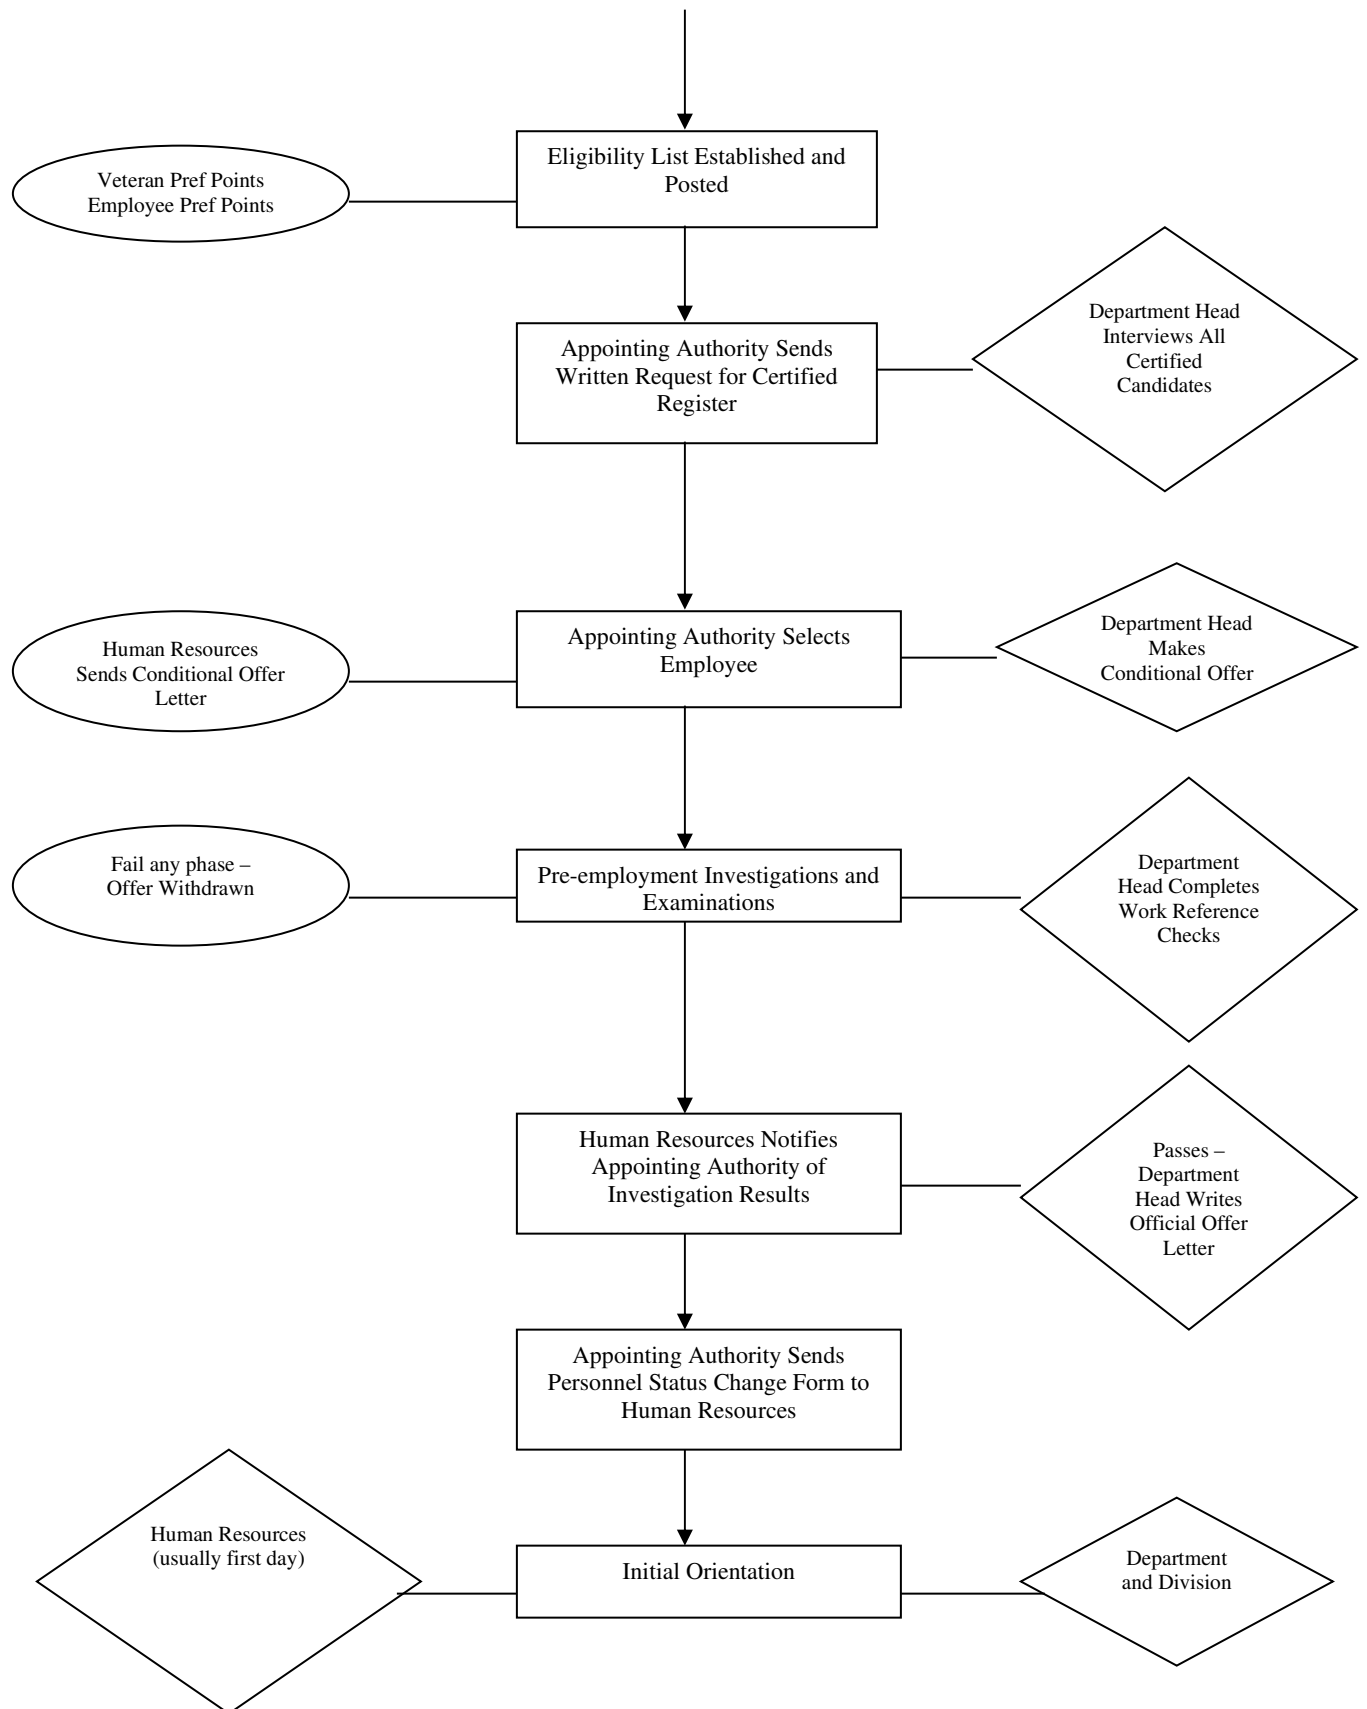 Eligibility List Established and
Posted
Veteran Pref Points
Employee Pref Points
Department Head
Interviews All
Certified
Candidates
Appointing Authority Sends
Written Request for Certified
Register
Human Resources
Sends Conditional Offer
Letter
Appointing Authority Selects
Employee
Department Head
Makes
Conditional Offer
Fail any phase –
Offer Withdrawn
Pre-employment Investigations and
Examinations
Department
Head Completes
Work Reference
Checks
Human Resources Notifies
Appointing Authority of
Investigation Results
Passes –
Department
Head Writes
Official Offer
Letter
Appointing Authority Sends
Personnel Status Change Form to
Human Resources
Human Resources
(usually first day)
Initial Orientation
Department
and Division